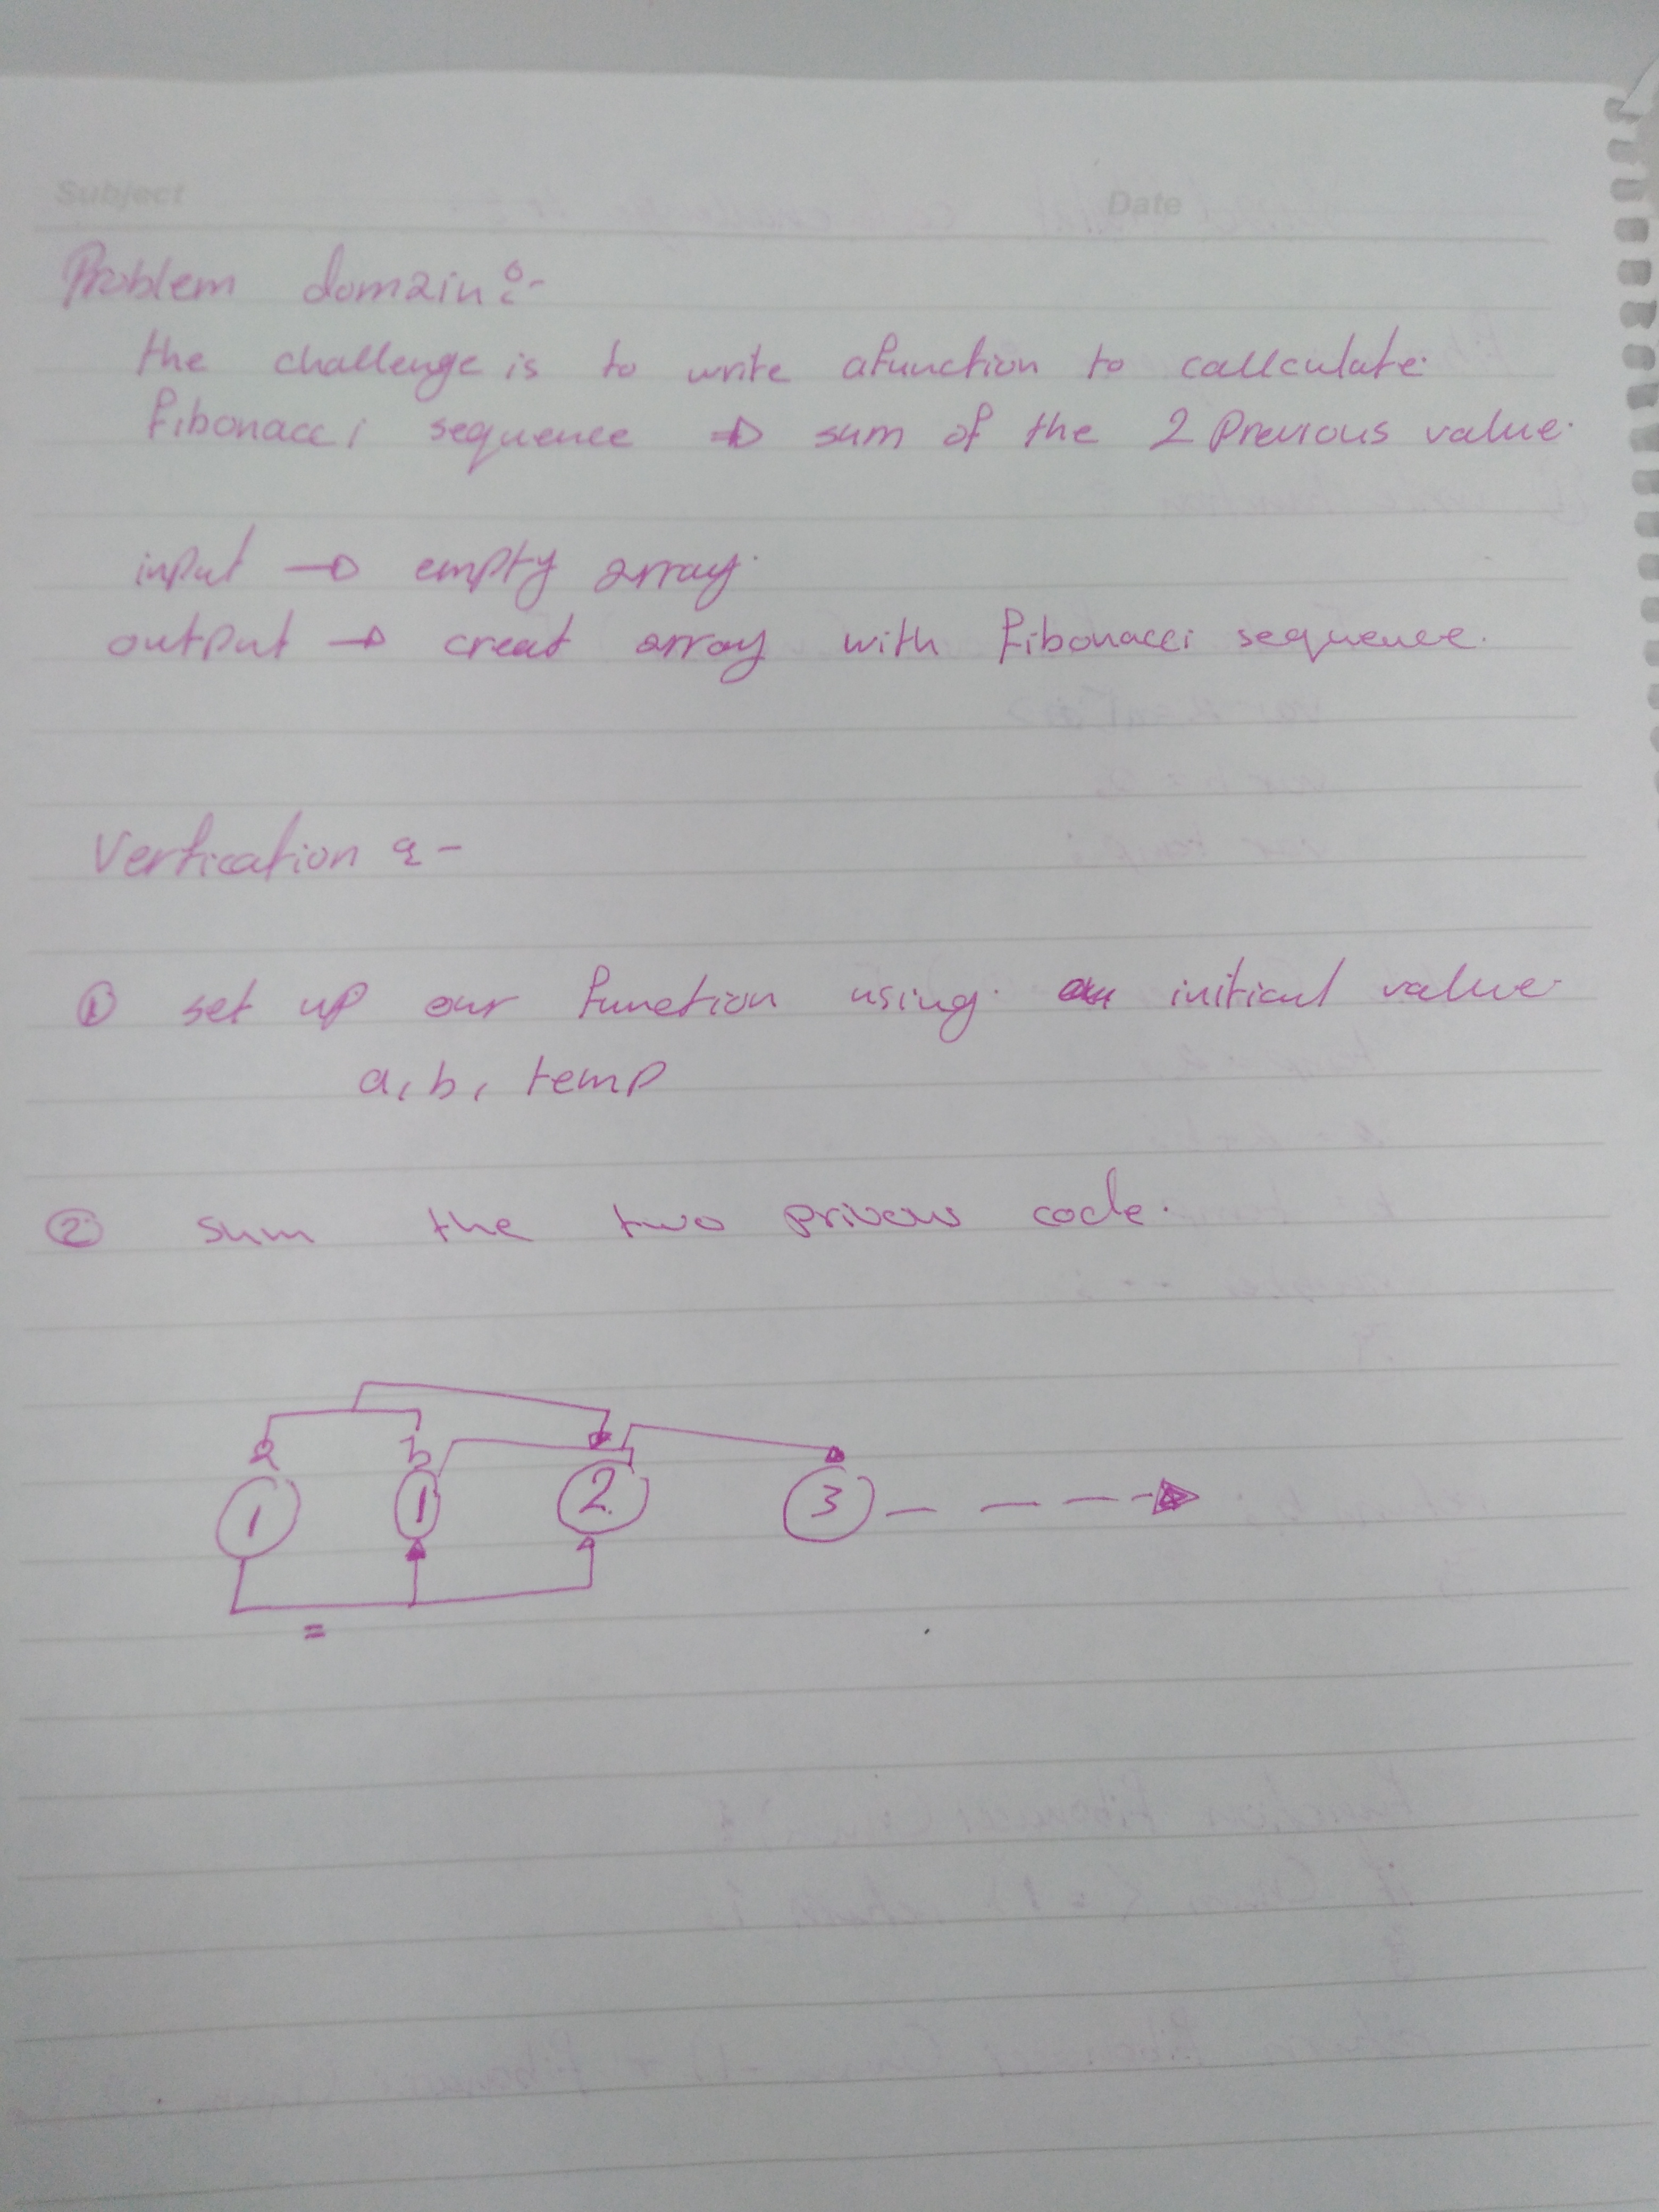 Subject Date
Problem domain :-
the challenge is to write afunction to callculate.
fibonacci sequence ⇒ sum of the 2 Previous value.
input → empty array.
output → creat array with fibonacci sequence.
Vertication :-
① set up our function using initial value.
a, b, temp
② sum the two code.
a b
1 1 2 3
=